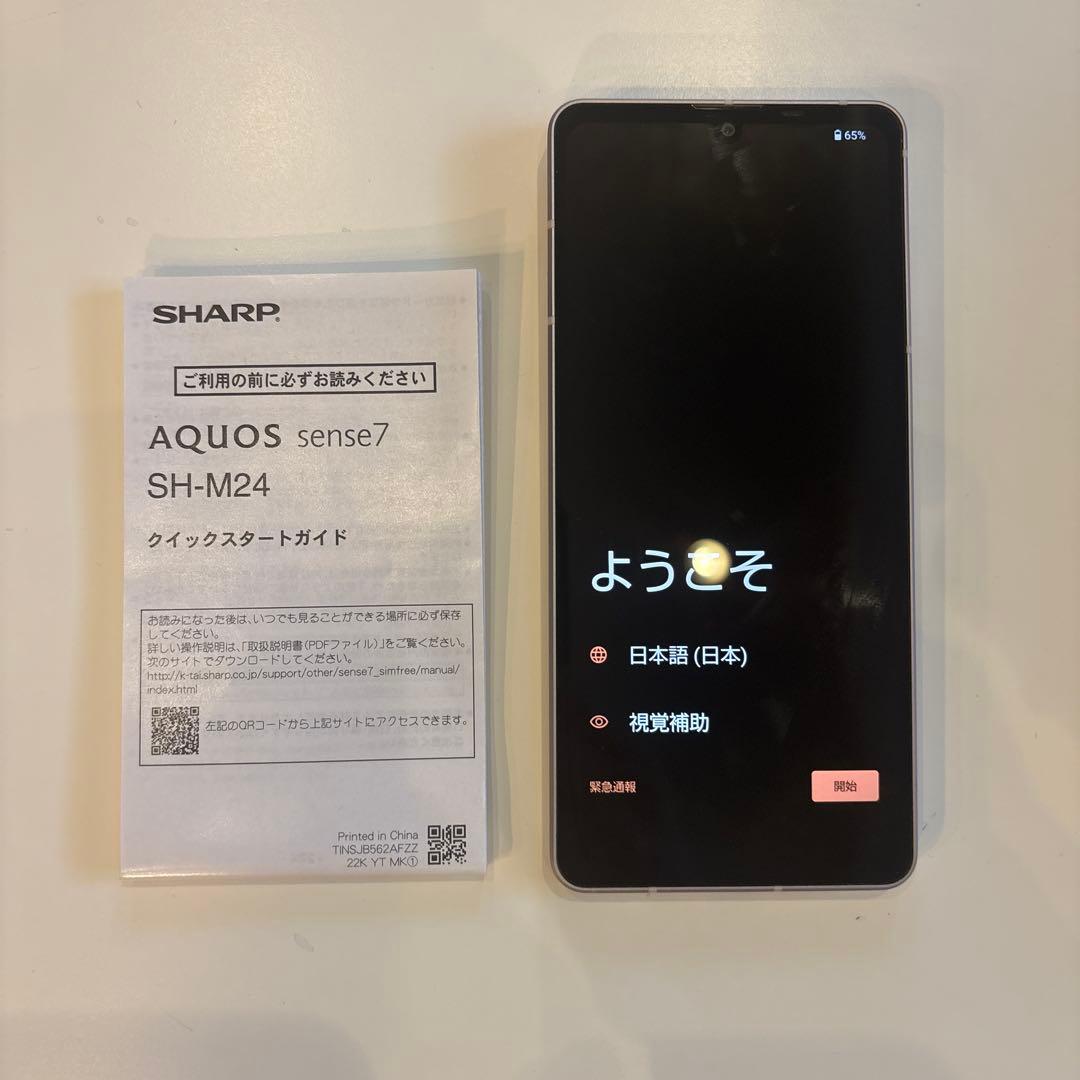 SHARP
ご利用の前に必ずお読みください
AQUOS sense7
SH-M24
クイックスタートガイド
お読みになった後は、いつでも見ることができる場所に必ず保存
してください。
詳しい操作説明は、「取扱説明書(PDFファイル)」をご覧ください。
次のサイトでダウンロードしてください。
http://k-tai.sharp.co.jp/support/other/sense7_simfree/manual/
index.html
左記のQRコードから上記サイトにアクセスできます。
Printed in China
TINSJB562AFZZ
22K YT MK①
65%
ようこそ
日本語 (日本)
視覚補助
緊急通報
開始